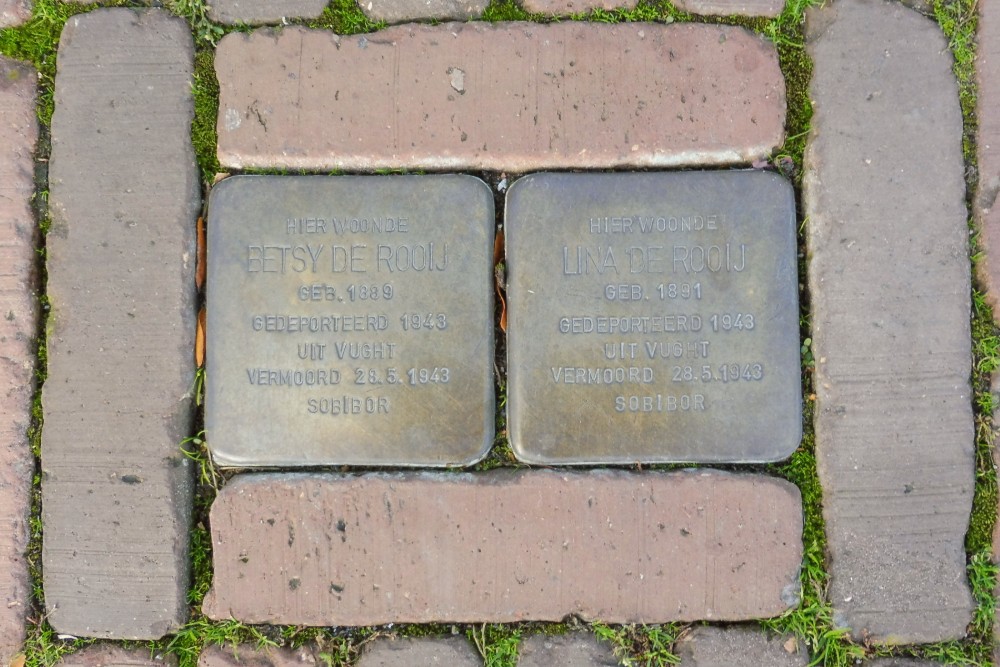 HIER WOONDE
BETSY DE ROOIJ
GEB. 1889
GEDEPORTEERD 1943
UIT VUGHT
VERMOORD 28.5.1943
SOBIBOR
HIER WOONDE
LINA DE ROOIJ
GEB. 1891
GEDEPORTEERD 1943
UIT VUGHT
VERMOORD 28.5.1943
SOBIBOR